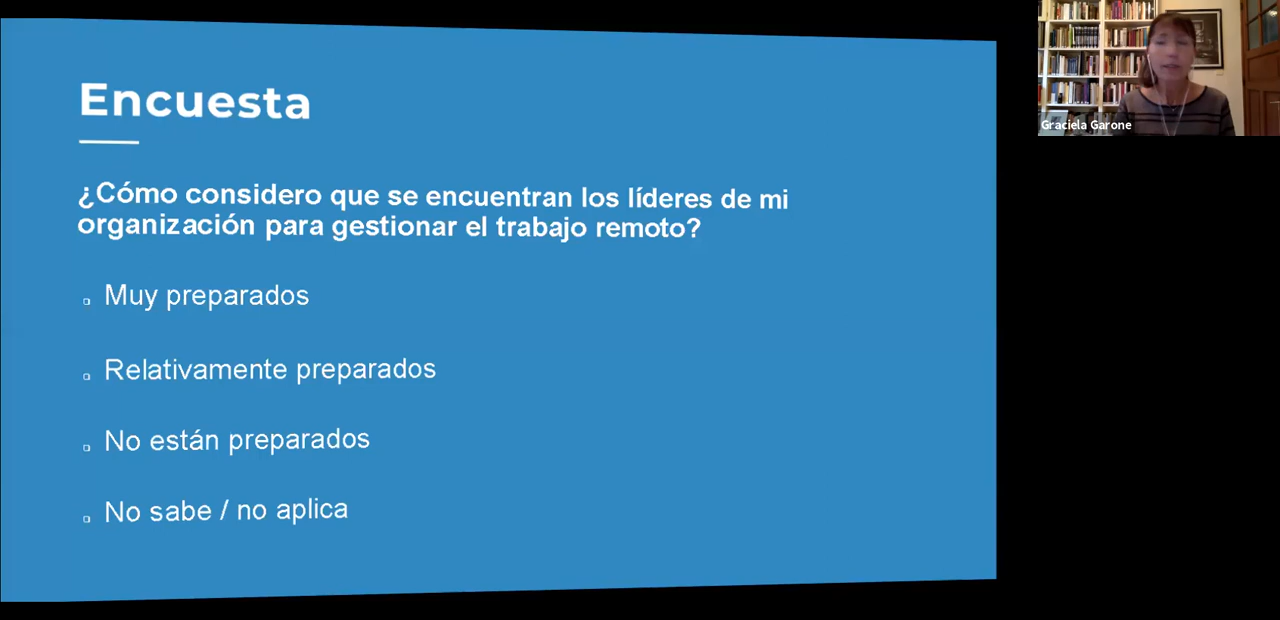 Encuesta
¿Cómo considero que se encuentran los líderes de mi
organización para gestionar el trabajo remoto?
Muy preparados
Relativamente preparados
No están preparados
No sabe / no aplica
Graciela Garone